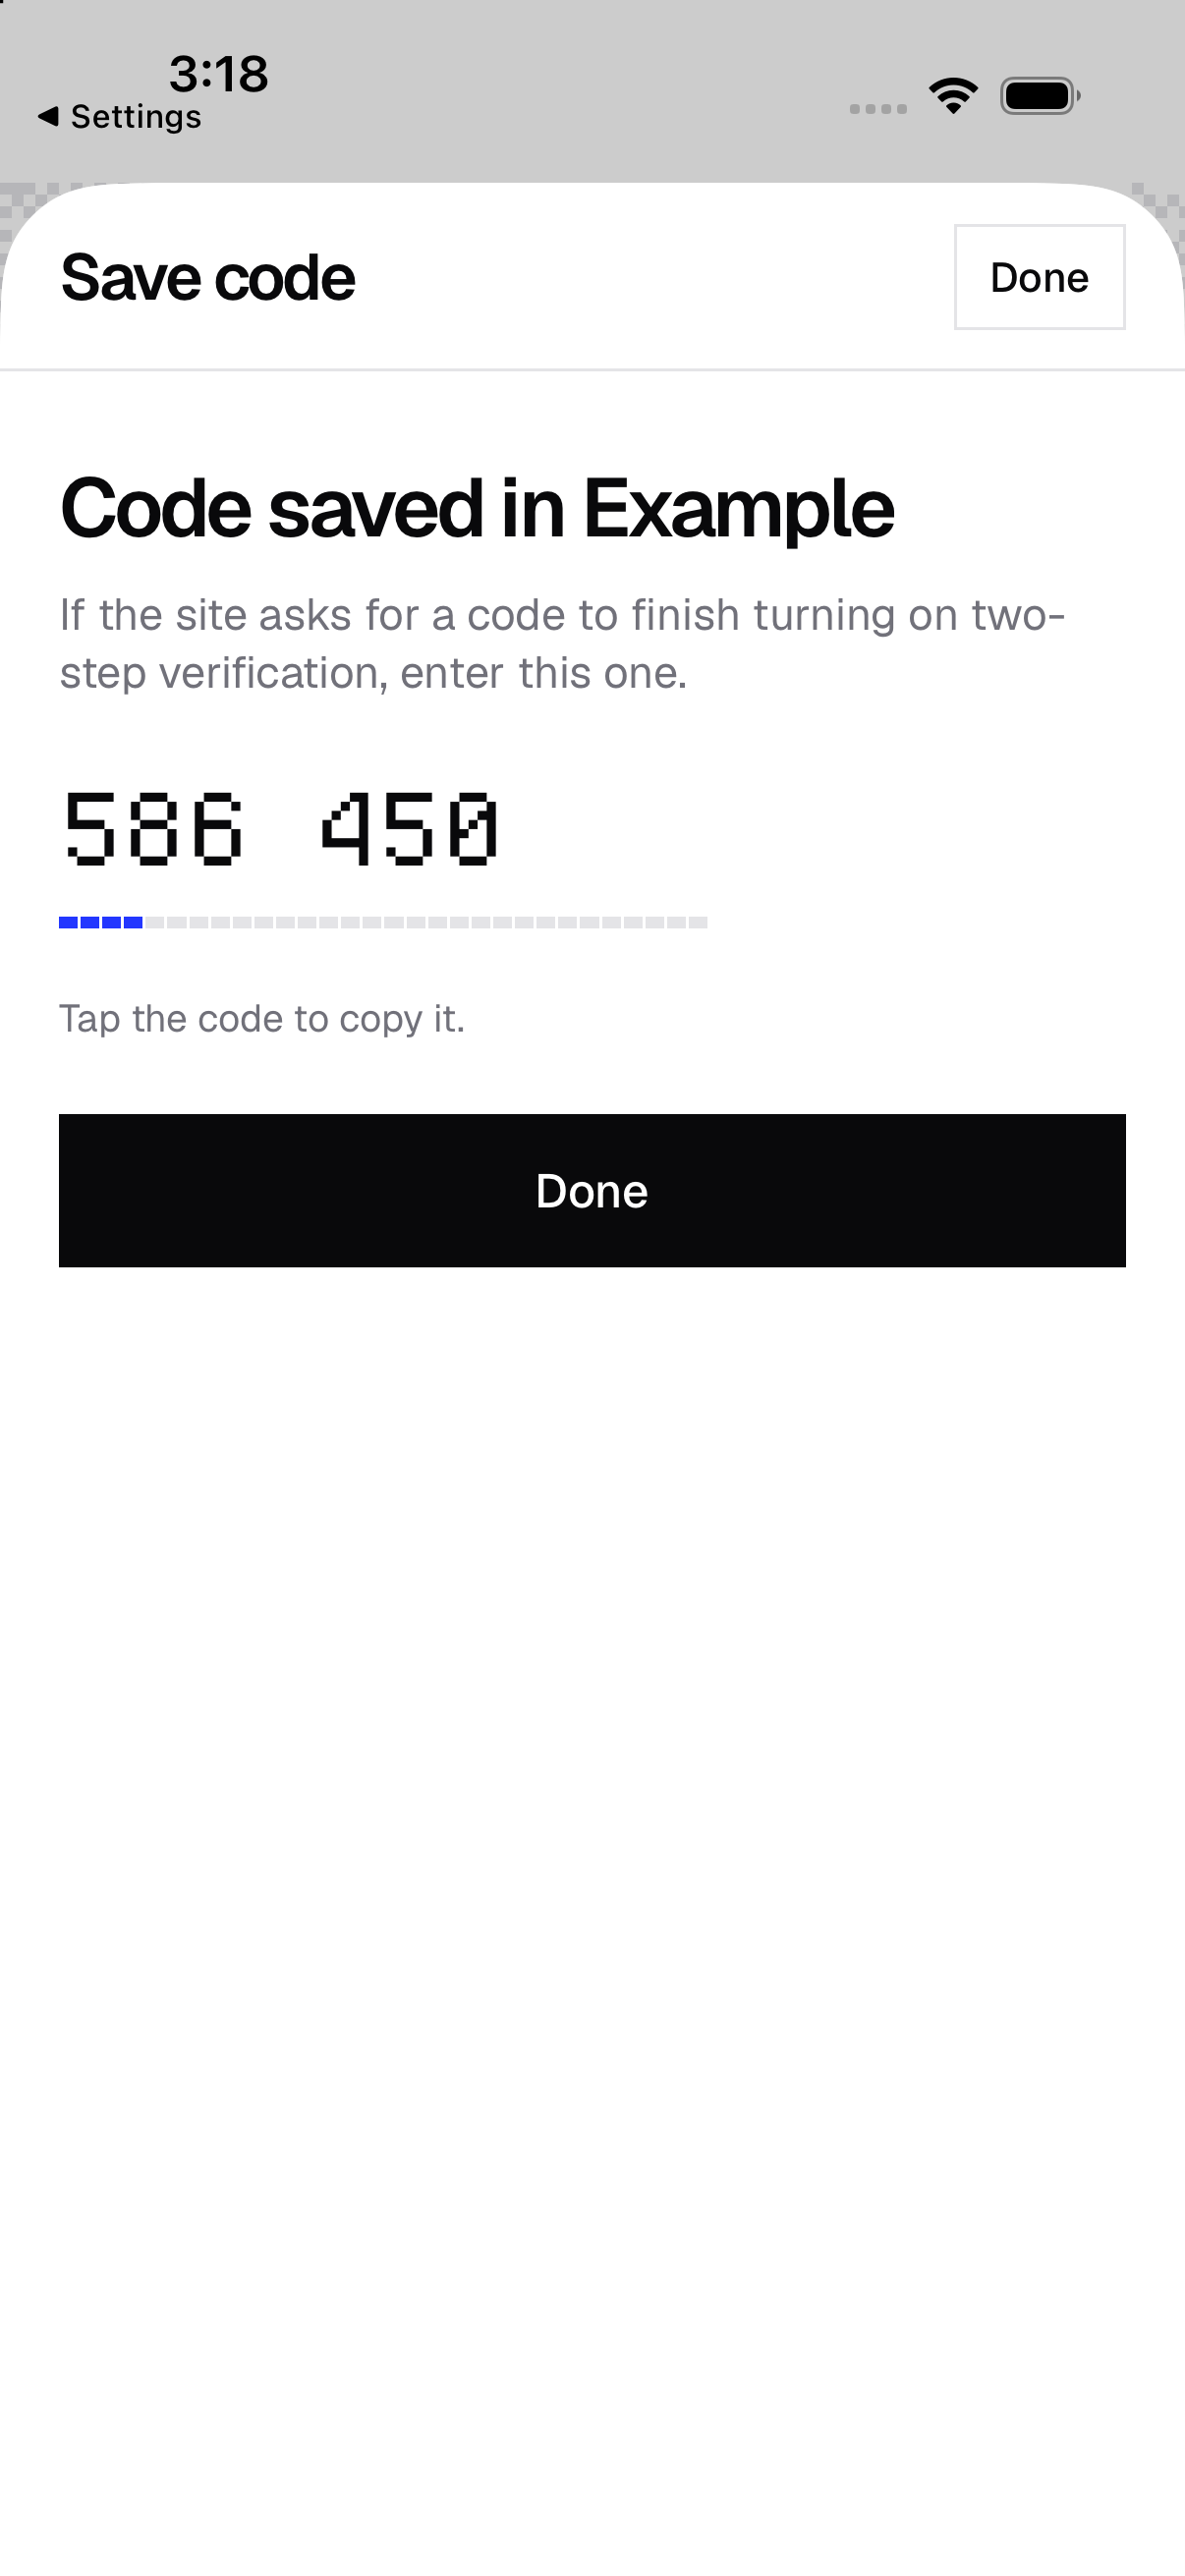 3:18
Settings
Save code
Done
Code saved in Example
If the site asks for a code to finish turning on two-
step verification, enter this one.
586 450
Tap the code to copy it.
Done